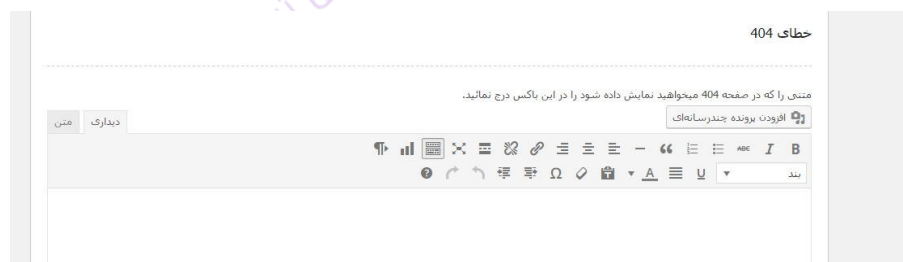 خطای 404
متنی را که در صفحه 404 میخواهید نمایش داده شود را در این باکس درج نمائید.
افزودن پرونده چندرسانه‌ای
دیداری متن
B I ABC
بند U A Ω